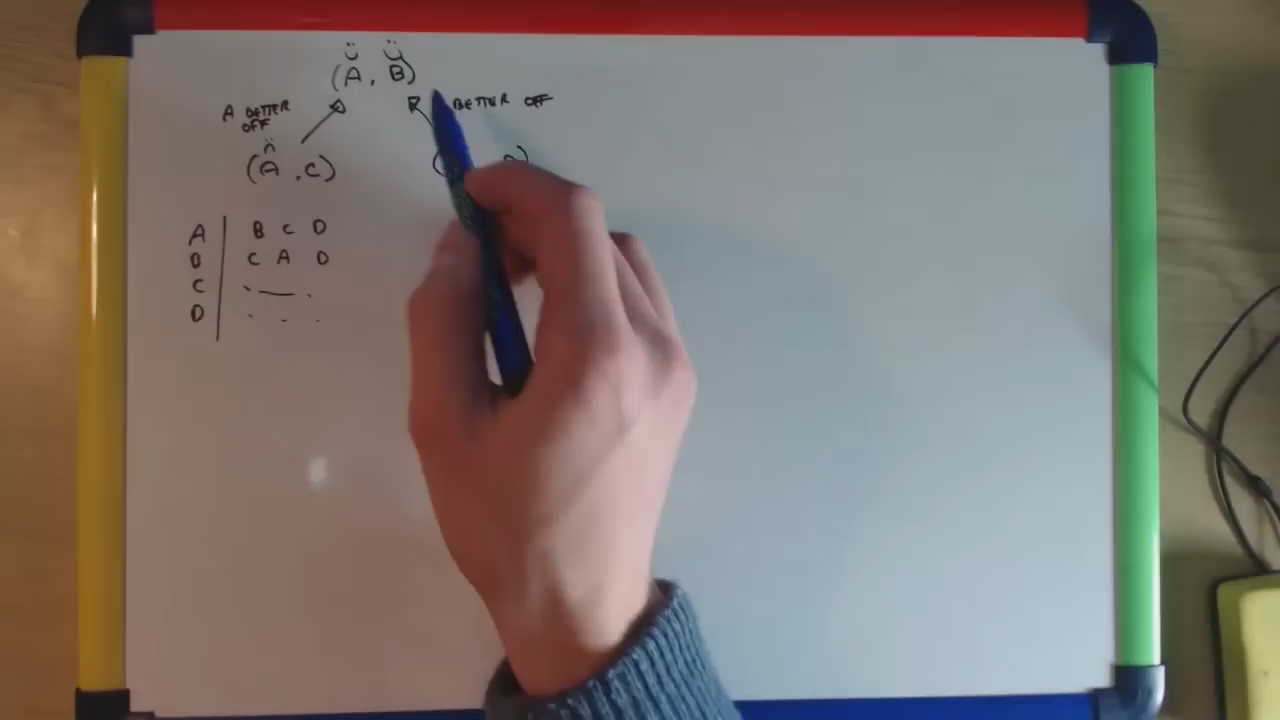 (A, B)
A BETTER OFF
BETTER OFF
(A, C)
A | B C D
B | C A D
C | . — .
D | . . .